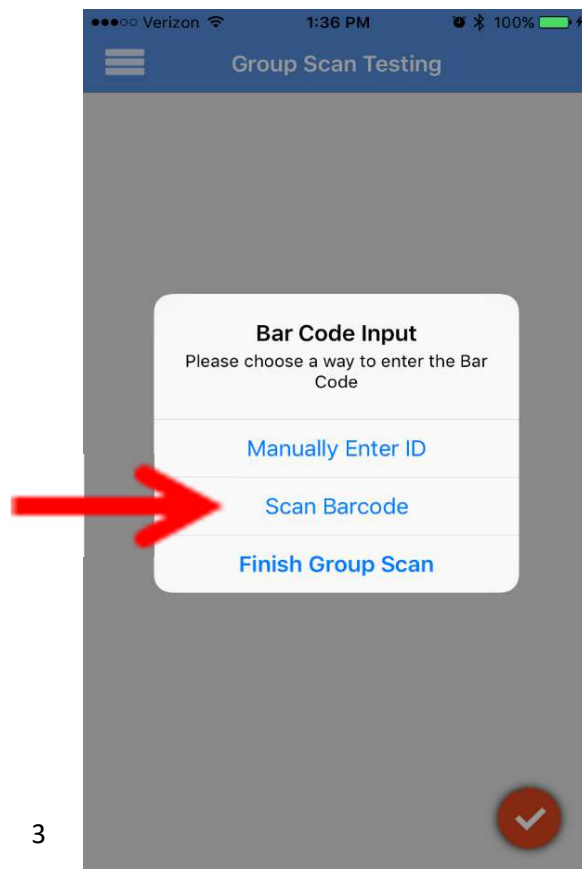 Verizon 1:36 PM 100%
Group Scan Testing
Bar Code Input
Please choose a way to enter the Bar
Code
Manually Enter ID
Scan Barcode
Finish Group Scan
3